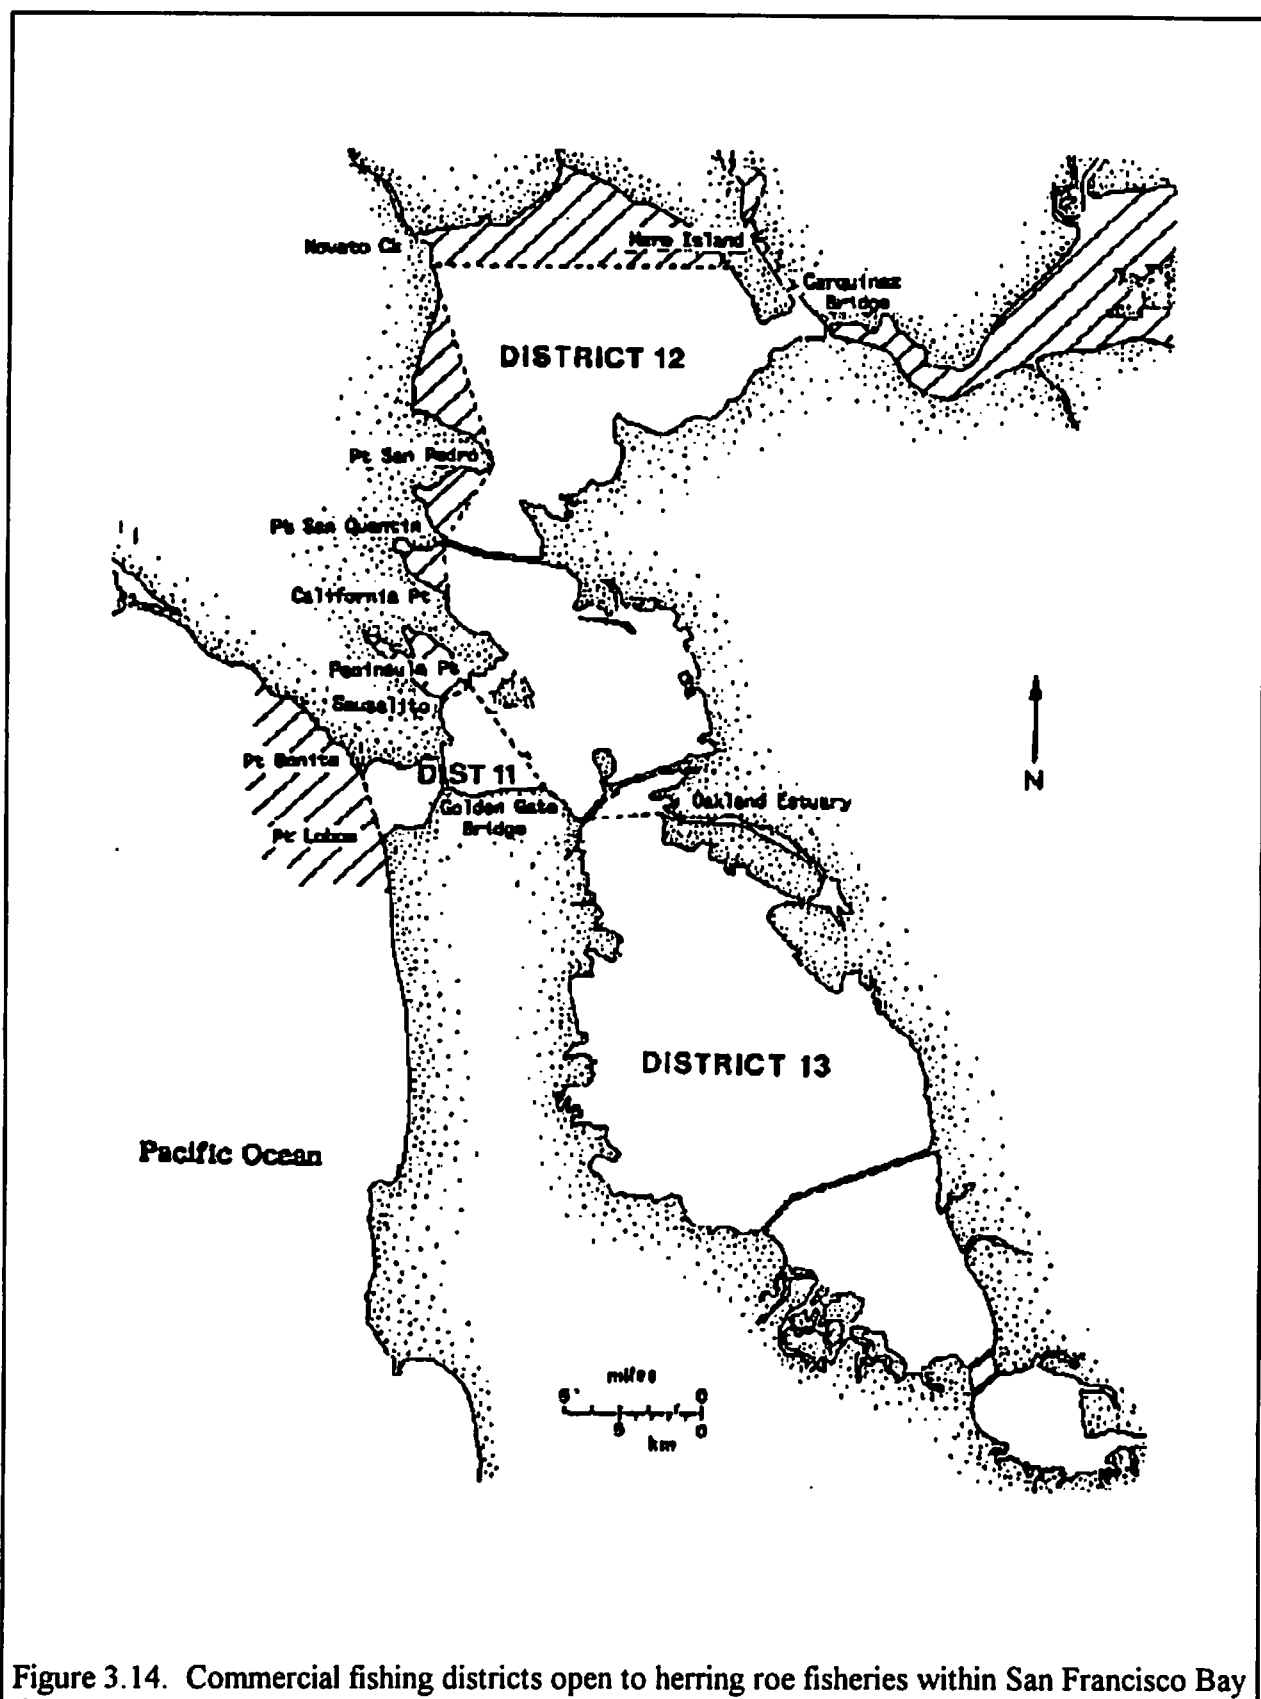 Novato Ck
Mare Island
Carquinez
Bridge
DISTRICT 12
Pt San Pedro
Pt San Quentin
California Pt
Peninsula Pt
Sausalito
Pt Bonita
DIST 11
Golden Gate
Bridge
Oakland Estuary
Pt Lobos
N
DISTRICT 13
Pacific Ocean
miles
5 0
5 0
km
Figure 3.14. Commercial fishing districts open to herring roe fisheries within San Francisco Bay